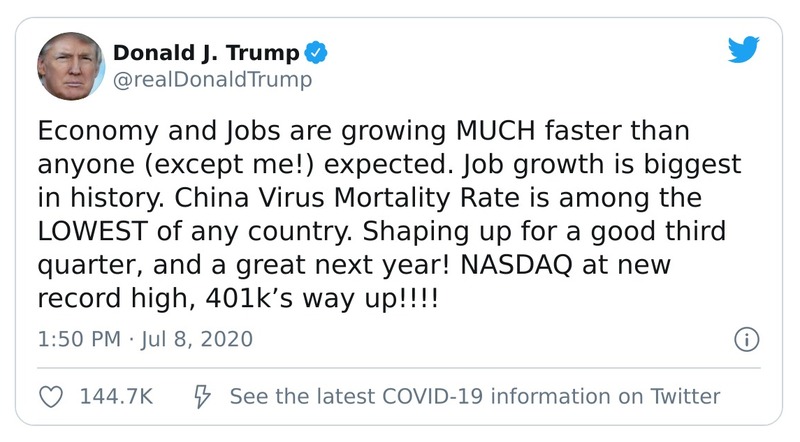 Donald J. Trump
@realDonaldTrump
Economy and Jobs are growing MUCH faster than
anyone (except me!) expected. Job growth is biggest
in history. China Virus Mortality Rate is among the
LOWEST of any country. Shaping up for a good third
quarter, and a great next year! NASDAQ at new
record high, 401k’s way up!!!!
1:50 PM · Jul 8, 2020
144.7K See the latest COVID-19 information on Twitter